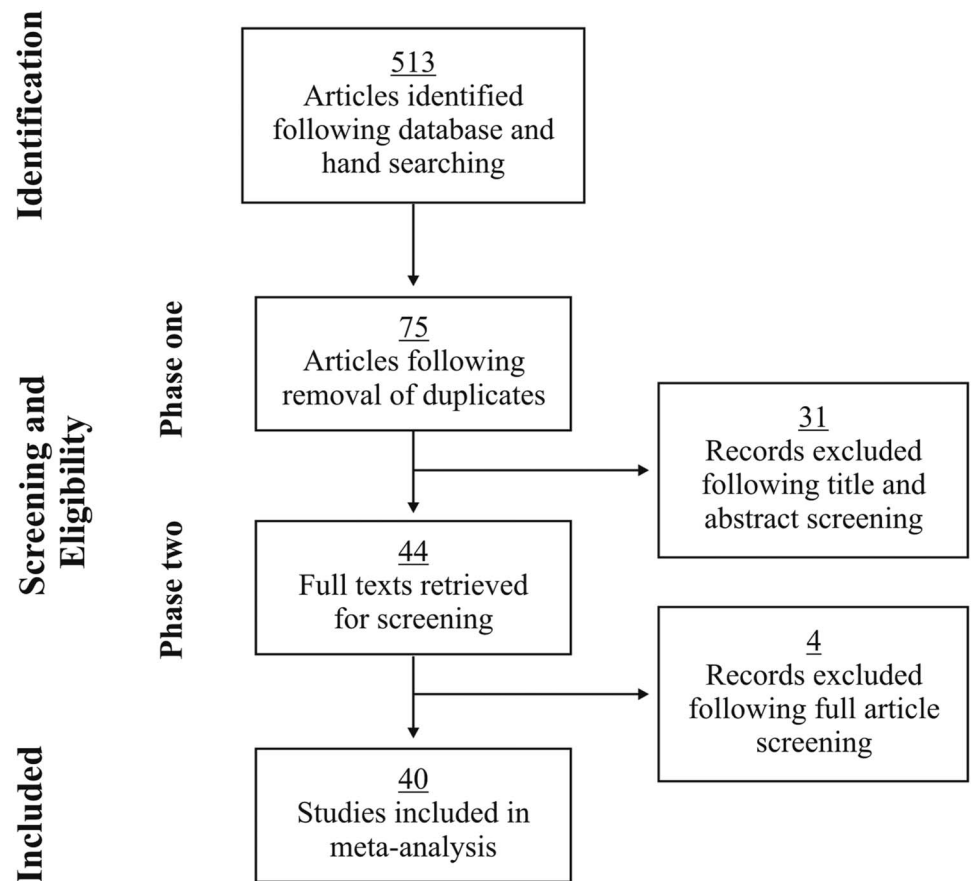 Identification
513
Articles identified
following database and
hand searching
Screening and
Eligibility
Phase one
75
Articles following
removal of duplicates
31
Records excluded
following title and
abstract screening
Phase two
44
Full texts retrieved
for screening
4
Records excluded
following full article
screening
Included
40
Studies included in
meta-analysis